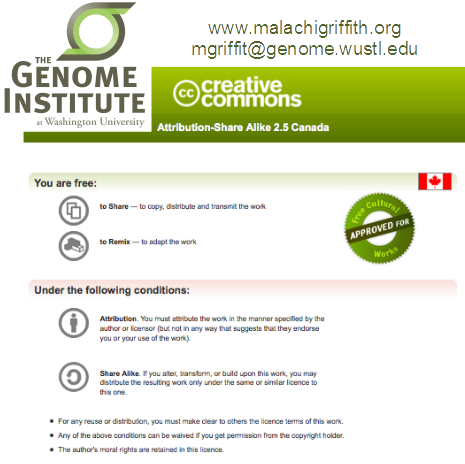 www.malachigriffith.org
mgriffit@genome.wustl.edu
THE
GENOME
INSTITUTE
at Washington University
cc creative
commons
Attribution-Share Alike 2.5 Canada
You are free:
to Share — to copy, distribute and transmit the work
to Remix — to adapt the work
Free Cultural
APPROVED FOR
Works
Under the following conditions:
Attribution. You must attribute the work in the manner specified by the
author or licensor (but not in any way that suggests that they endorse
you or your use of the work).
Share Alike. If you alter, transform, or build upon this work, you may
distribute the resulting work only under the same or similar licence to
this one.
• For any reuse or distribution, you must make clear to others the licence terms of this work.
• Any of the above conditions can be waived if you get permission from the copyright holder.
• The author's moral rights are retained in this licence.